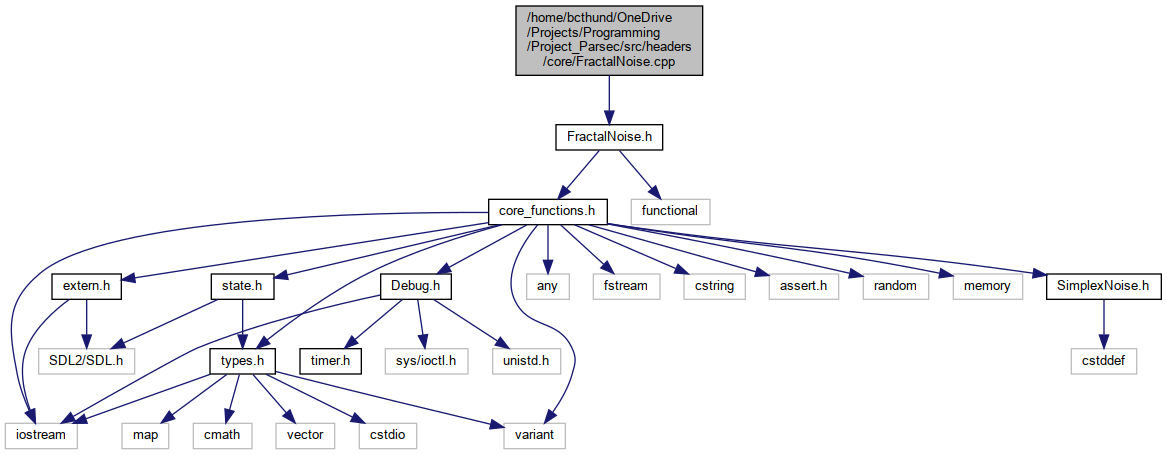 /home/bcthund/OneDrive
/Projects/Programming
/Project_Parsec/src/headers
/core/FractalNoise.cpp
FractalNoise.h
core_functions.h
functional
extern.h
state.h
Debug.h
any
fstream
cstring
assert.h
random
memory
SimplexNoise.h
SDL2/SDL.h
types.h
timer.h
sys/ioctl.h
unistd.h
cstddef
iostream
map
cmath
vector
cstdio
variant